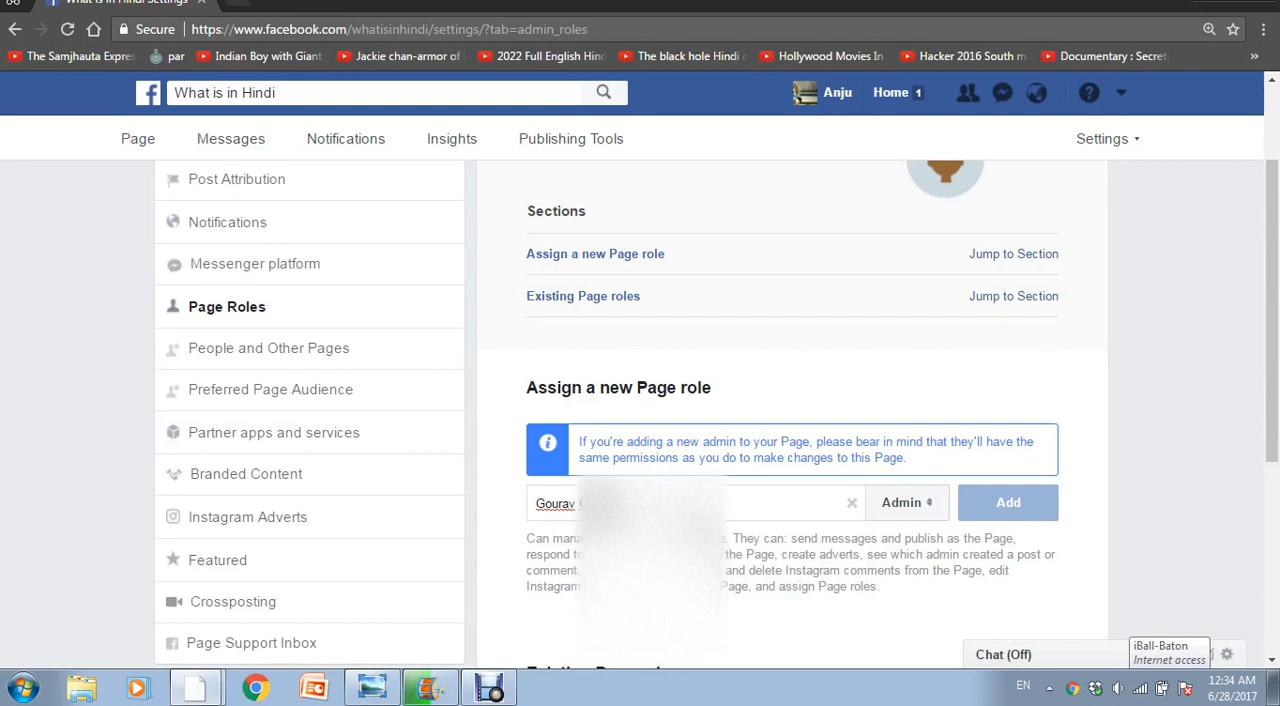 What is in Hindi Settings
Secure https://www.facebook.com/whatisinhindi/settings/?tab=admin_roles
The Samjhauta Expres par Indian Boy with Giant Jackie chan-armor of 2022 Full English Hind The black hole Hindi d Hollywood Movies In Hacker 2016 South m Documentary : Secret
What is in Hindi Anju Home 1
Page Messages Notifications Insights Publishing Tools Settings
Post Attribution
Notifications
Messenger platform
Page Roles
People and Other Pages
Preferred Page Audience
Partner apps and services
Branded Content
Instagram Adverts
Featured
Crossposting
Page Support Inbox
Sections
Assign a new Page role Jump to Section
Existing Page roles Jump to Section
Assign a new Page role
If you're adding a new admin to your Page, please bear in mind that they'll have the
same permissions as you do to make changes to this Page.
Gourav Admin Add
Can mana . They can: send messages and publish as the Page,
respond to the Page, create adverts, see which admin created a post or
comment, and delete Instagram comments from the Page, edit
Instagram Page, and assign Page roles.
Chat (Off)
iBall-Baton
Internet access
EN
12:34 AM
6/28/2017